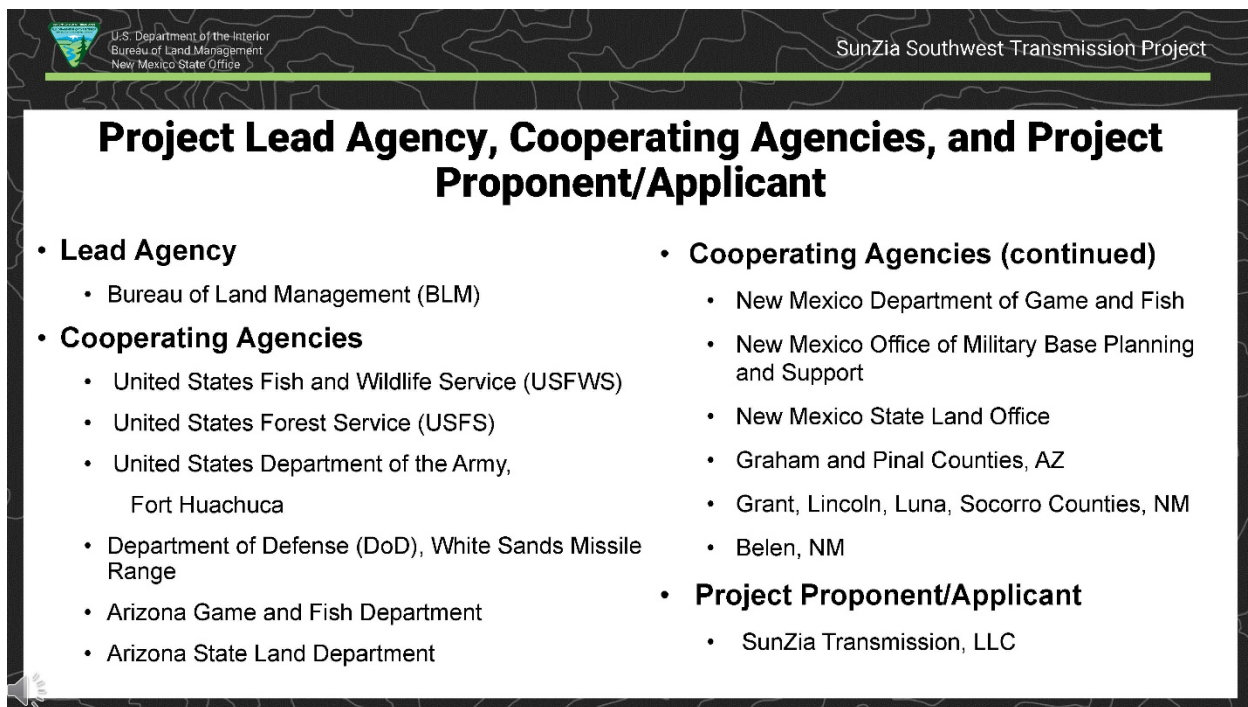 U.S. Department of the Interior
Bureau of Land Management
New Mexico State Office
SunZia Southwest Transmission Project
Project Lead Agency, Cooperating Agencies, and Project
Proponent/Applicant
• Lead Agency
• Bureau of Land Management (BLM)
• Cooperating Agencies
• United States Fish and Wildlife Service (USFWS)
• United States Forest Service (USFS)
• United States Department of the Army,
Fort Huachuca
• Department of Defense (DoD), White Sands Missile
Range
• Arizona Game and Fish Department
• Arizona State Land Department
• Cooperating Agencies (continued)
• New Mexico Department of Game and Fish
• New Mexico Office of Military Base Planning
and Support
• New Mexico State Land Office
• Graham and Pinal Counties, AZ
• Grant, Lincoln, Luna, Socorro Counties, NM
• Belen, NM
• Project Proponent/Applicant
• SunZia Transmission, LLC